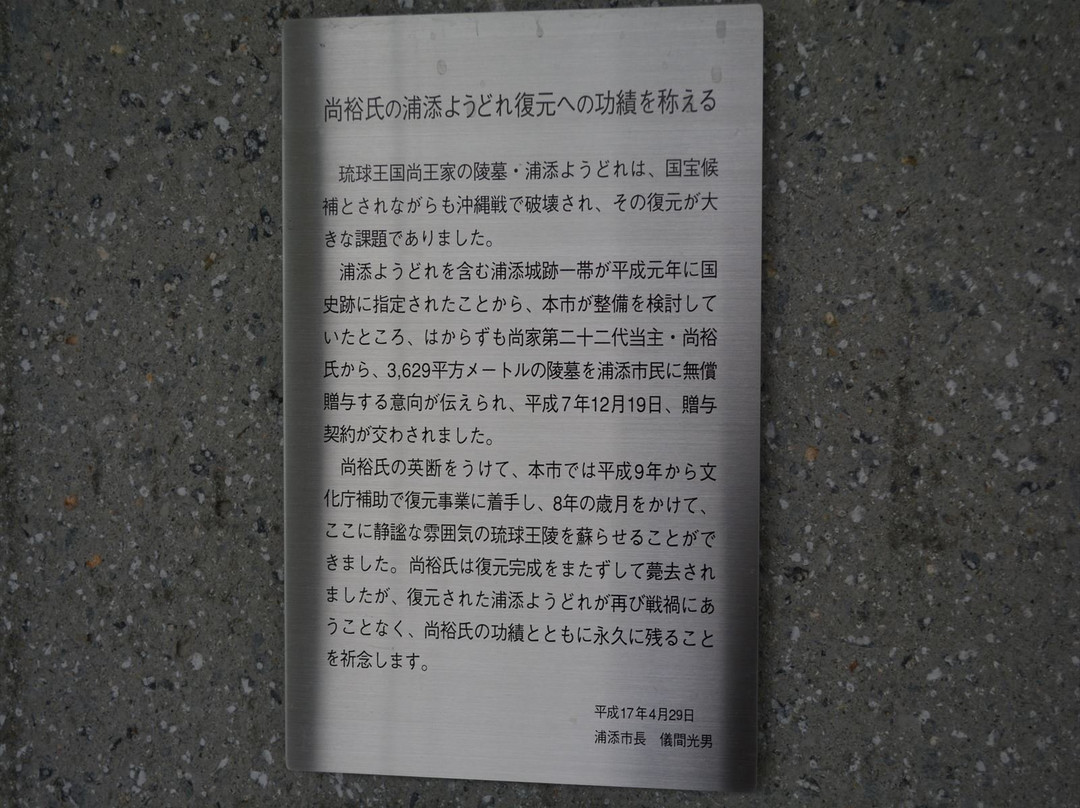 尚裕氏の浦添ようどれ復元への功績を称える
琉球王国尚王家の陵墓・浦添ようどれは、国宝候
補とされながらも沖縄戦で破壊され、その復元が大
きな課題でありました。
浦添ようどれを含む浦添城跡一帯が平成元年に国
史跡に指定されたことから、本市が整備を検討して
いたところ、はからずも尚家第二十二代当主・尚裕
氏から、3,629平方メートルの陵墓を浦添市民に無償
贈与する意向が伝えられ、平成7年12月19日、贈与
契約が交わされました。
尚裕氏の英断をうけて、本市では平成9年から文
化庁補助で復元事業に着手し、8年の歳月をかけて、
ここに静謐な雰囲気の琉球王陵を蘇らせることがで
きました。尚裕氏は復元完成をまたずして薨去され
ましたが、復元された浦添ようどれが再び戦禍にあ
うことなく、尚裕氏の功績とともに永久に残ること
を祈念します。
平成17年4月29日
浦添市長　儀間光男